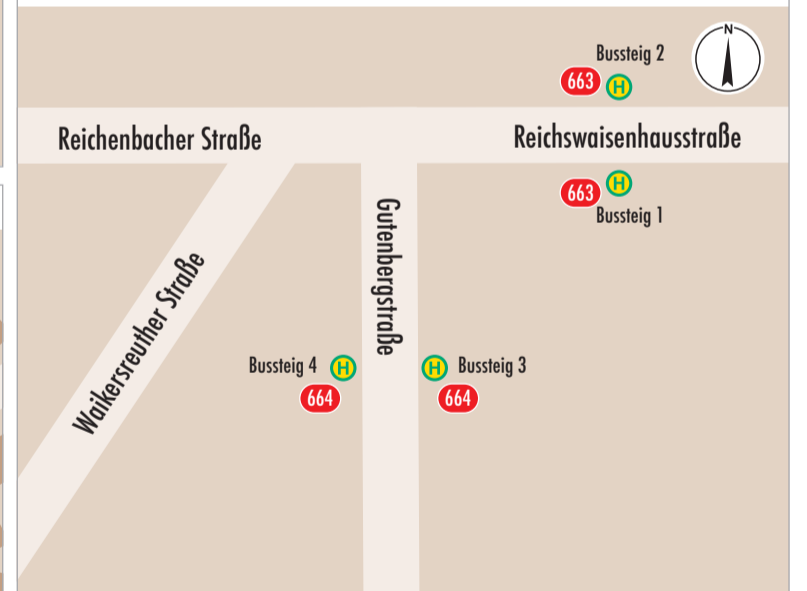 N
Bussteig 2
663 H
Reichenbacher Straße
Reichswaisenhausstraße
663 H
Bussteig 1
Gutenbergstraße
Waikersreuther Straße
Bussteig 4 H
664
H Bussteig 3
664